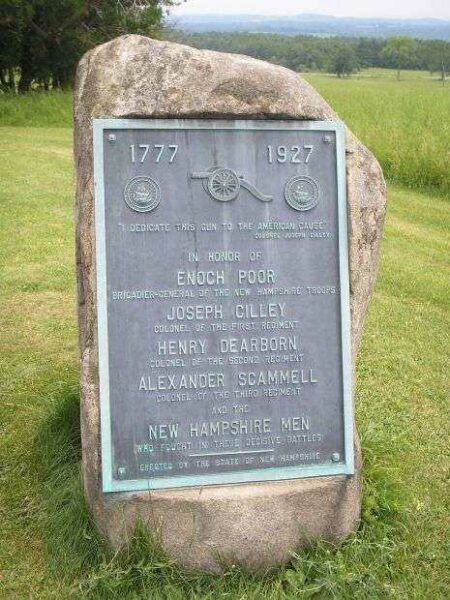 1777 1927
"I DEDICATE THIS GUN TO THE AMERICAN CAUSE"
COLONEL JOSEPH CILLEY
IN HONOR OF
ENOCH POOR
BRIGADIER-GENERAL OF THE NEW HAMPSHIRE TROOPS
JOSEPH CILLEY
COLONEL OF THE FIRST REGIMENT
HENRY DEARBORN
COLONEL OF THE SECOND REGIMENT
ALEXANDER SCAMMELL
COLONEL OF THE THIRD REGIMENT
AND THE
NEW HAMPSHIRE MEN
WHO FOUGHT IN THESE DECISIVE BATTLES
ERECTED BY THE STATE OF NEW HAMPSHIRE